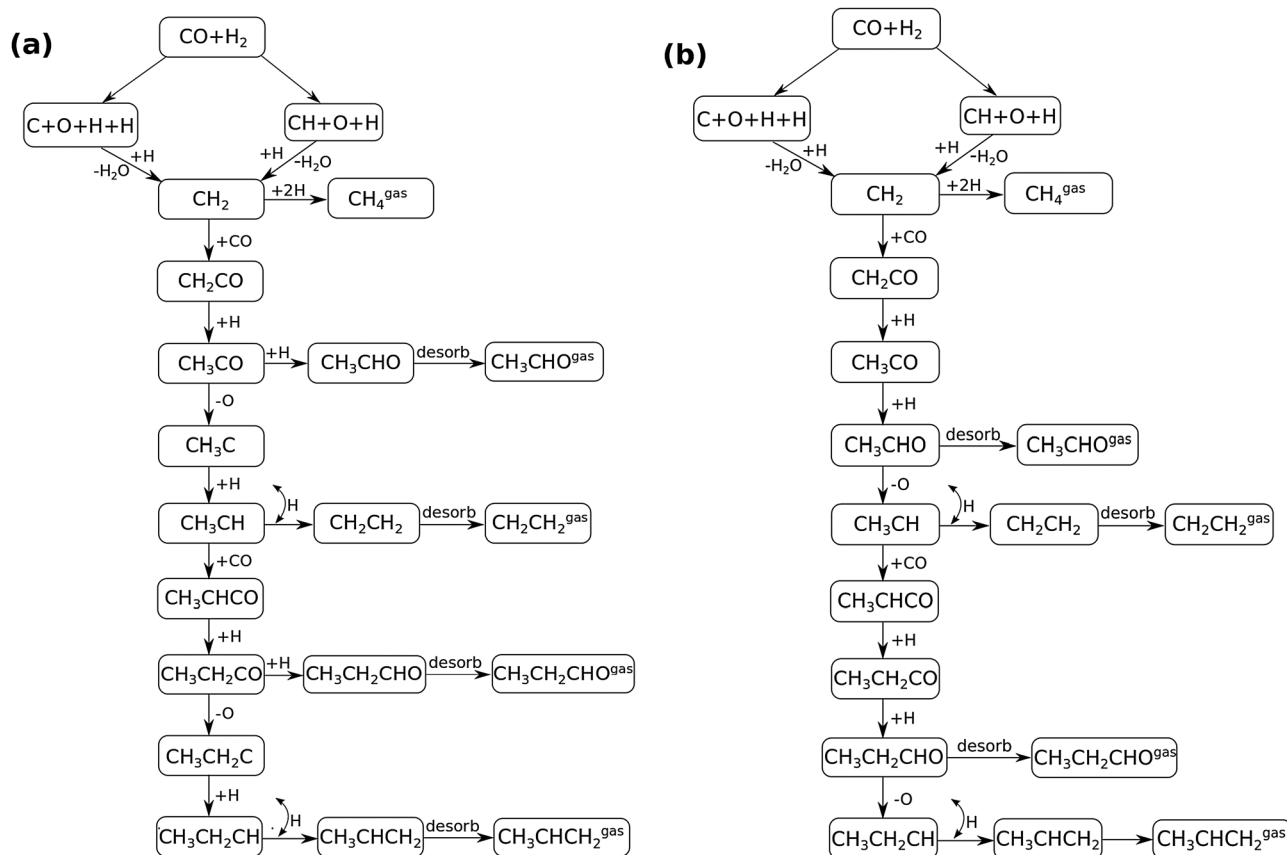 (a)
CO+H₂
C+O+H+H
CH+O+H
+H
-H₂O
+H
-H₂O
CH₂
+2H
CH₄gas
+CO
CH₂CO
+H
CH₃CO
+H
CH₃CHO
desorb
CH₃CHOgas
-O
CH₃C
+H
CH₃CH
H
CH₂CH₂
desorb
CH₂CH₂gas
+CO
CH₃CHCO
+H
CH₃CH₂CO
+H
CH₃CH₂CHO
desorb
CH₃CH₂CHOgas
-O
CH₃CH₂C
+H
CH₃CH₂CH
H
CH₃CHCH₂
desorb
CH₃CHCH₂gas
(b)
CO+H₂
C+O+H+H
CH+O+H
+H
-H₂O
+H
-H₂O
CH₂
+2H
CH₄gas
+CO
CH₂CO
+H
CH₃CO
+H
CH₃CHO
desorb
CH₃CHOgas
-O
CH₃CH
H
CH₂CH₂
desorb
CH₂CH₂gas
+CO
CH₃CHCO
+H
CH₃CH₂CO
+H
CH₃CH₂CHO
desorb
CH₃CH₂CHOgas
-O
CH₃CH₂CH
H
CH₃CHCH₂
CH₃CHCH₂gas